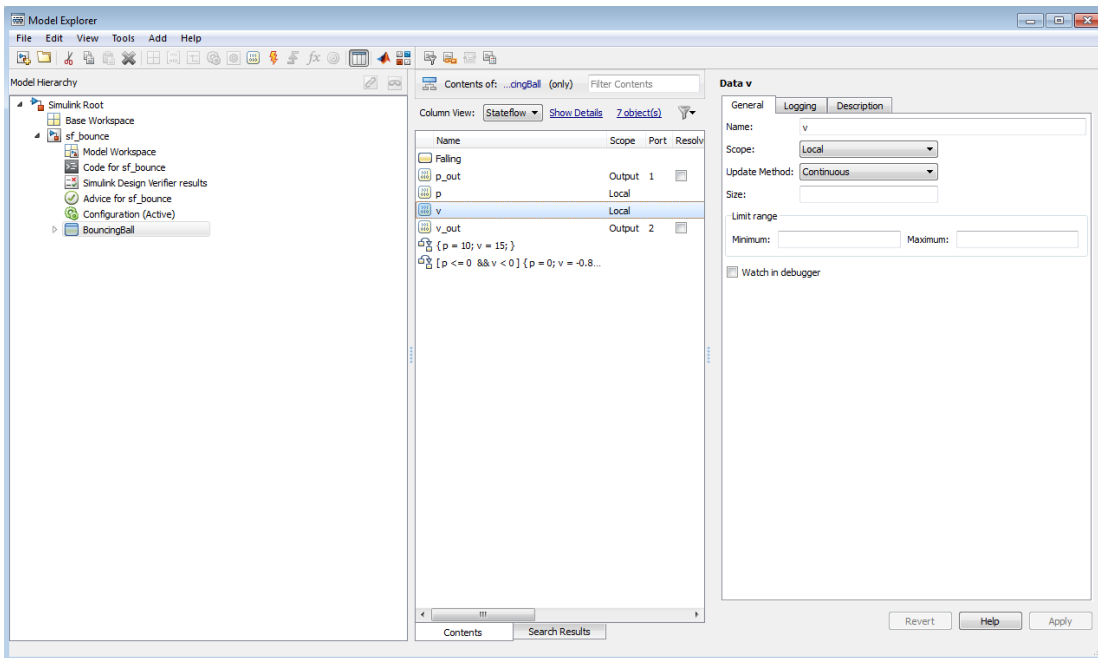 Model Explorer
File Edit View Tools Add Help
Model Hierarchy
Simulink Root
Base Workspace
sf_bounce
Model Workspace
Code for sf_bounce
Simulink Design Verifier results
Advice for sf_bounce
Configuration (Active)
BouncingBall
Contents of: ...cingBall (only) Filter Contents
Column View: Stateflow Show Details 7 object(s)
Name Scope Port Resolv
Falling
p_out Output 1
p Local
v Local
v_out Output 2
{ p = 10; v = 15; }
[ p <= 0 && v < 0 ] { p = 0; v = -0.8...
Contents Search Results
Data v
General Logging Description
Name: v
Scope: Local
Update Method: Continuous
Size:
Limit range
Minimum: Maximum:
Watch in debugger
Revert Help Apply